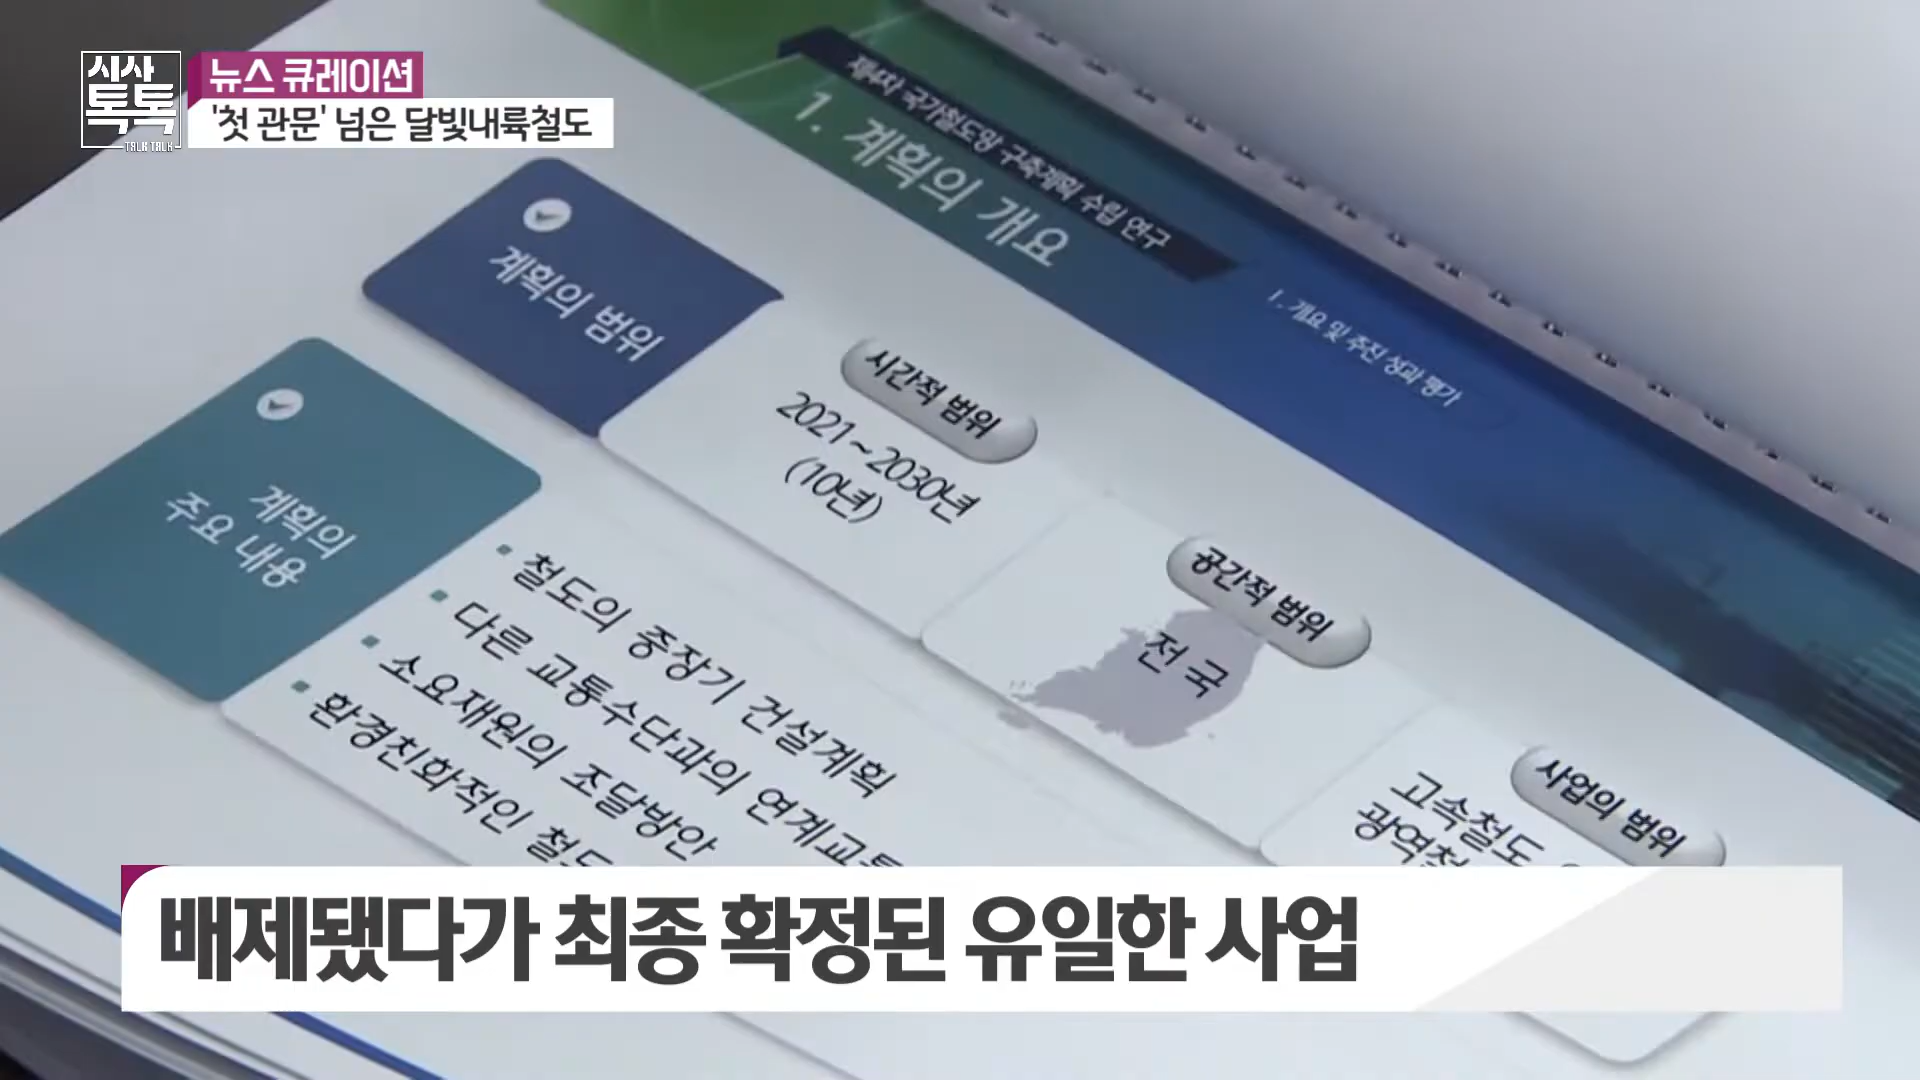 시사
톡톡
TALK TALK
뉴스 큐레이션
'첫 관문' 넘은 달빛내륙철도
제4차 국가철도망 구축계획 수립 연구
1. 계획의 개요
1. 개요 및 추진 성과 평가
계획의 범위
시간적 범위
2021~2030년
(10년)
공간적 범위
전국
사업의 범위
고속철도
계획의
주요 내용
철도의 중장기 건설계획
다른 교통수단과의 연계교통
소요재원의 조달방안
환경친화적인 철도
배제됐다가 최종 확정된 유일한 사업